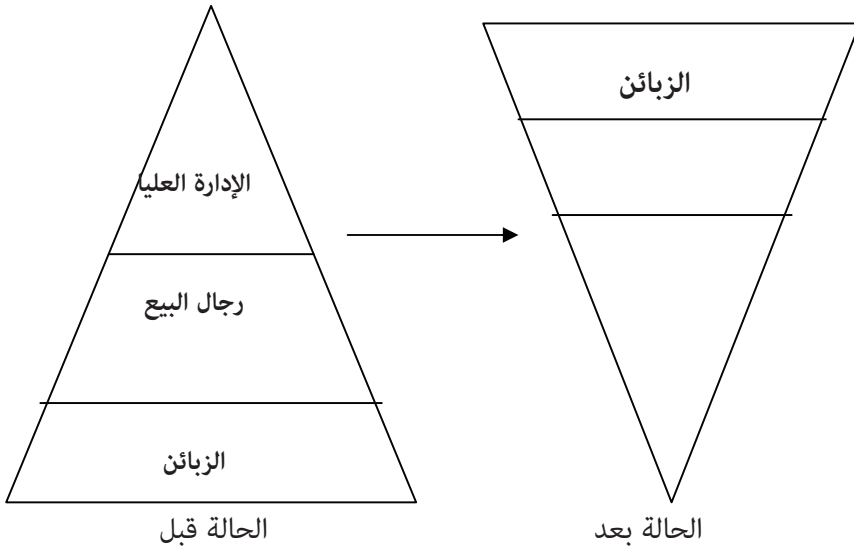 الزبائن
الإدارة العليا
رجال البيع
الزبائن
الحالة قبل
الحالة بعد